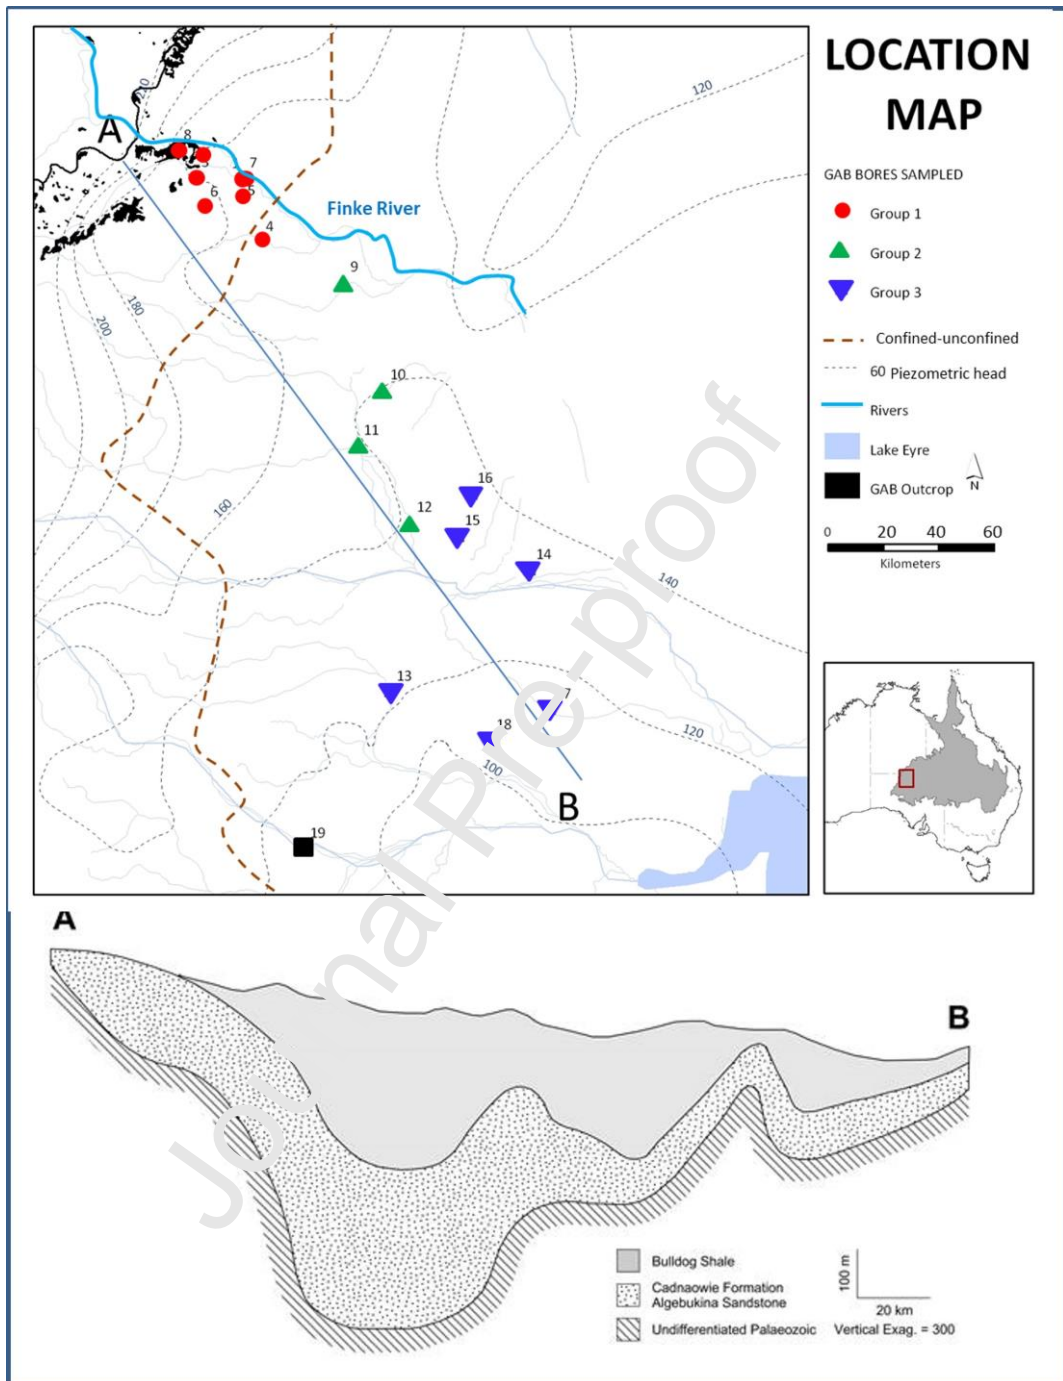 LOCATION
MAP
GAB BORES SAMPLED
Group 1
Group 2
Group 3
Confined-unconfined
60 Piezometric head
Rivers
Lake Eyre
GAB Outcrop
N
0 20 40 60
Kilometers
A
8
7
6
5
4
Finke River
9
10
11
12
16
15
14
13
7
18
19
B
120
180
200
160
140
120
100
A
B
Bulldog Shale
Cadnaowie Formation
Algebukina Sandstone
Undifferentiated Palaeozoic
100 m
20 km
Vertical Exag. = 300
Journal Pre-proof